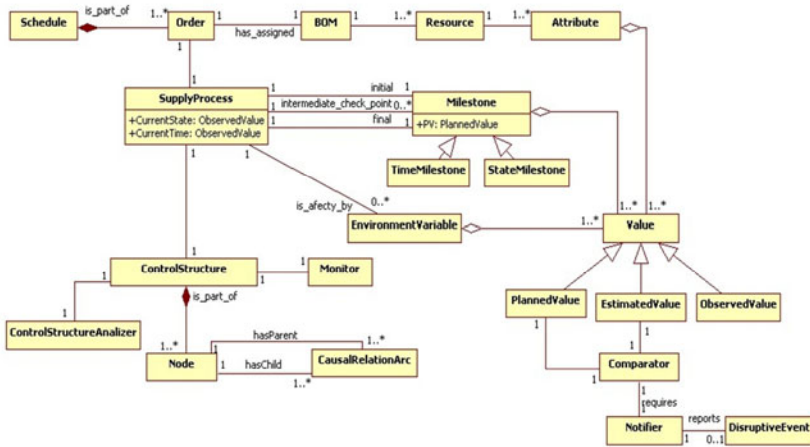 is_part_of
Schedule
1..*
Order
1
1
has_assigned
BOM
1
1..*
Resource
1
1..*
Attribute
1
1
SupplyProcess
+CurrentState: ObservedValue
+CurrentTime: ObservedValue
1
initial
1
1
intermediate_check_point
0..*
1
final
1
Milestone
+PV: PlannedValue
TimeMilestone
StateMilestone
1
1
is_afecty_by
0..*
EnvironmentVariable
1..*
1..*
1..*
Value
1
ControlStructure
1
1
Monitor
is_part_of
1
1
ControlStructureAnalizer
1..*
Node
1
hasParent
1..*
1
hasChild
1..*
CausalRelationArc
PlannedValue
EstimatedValue
ObservedValue
1
1
1
1
Comparator
1
requires
1
Notifier
reports
1
0..1
DisruptiveEvent